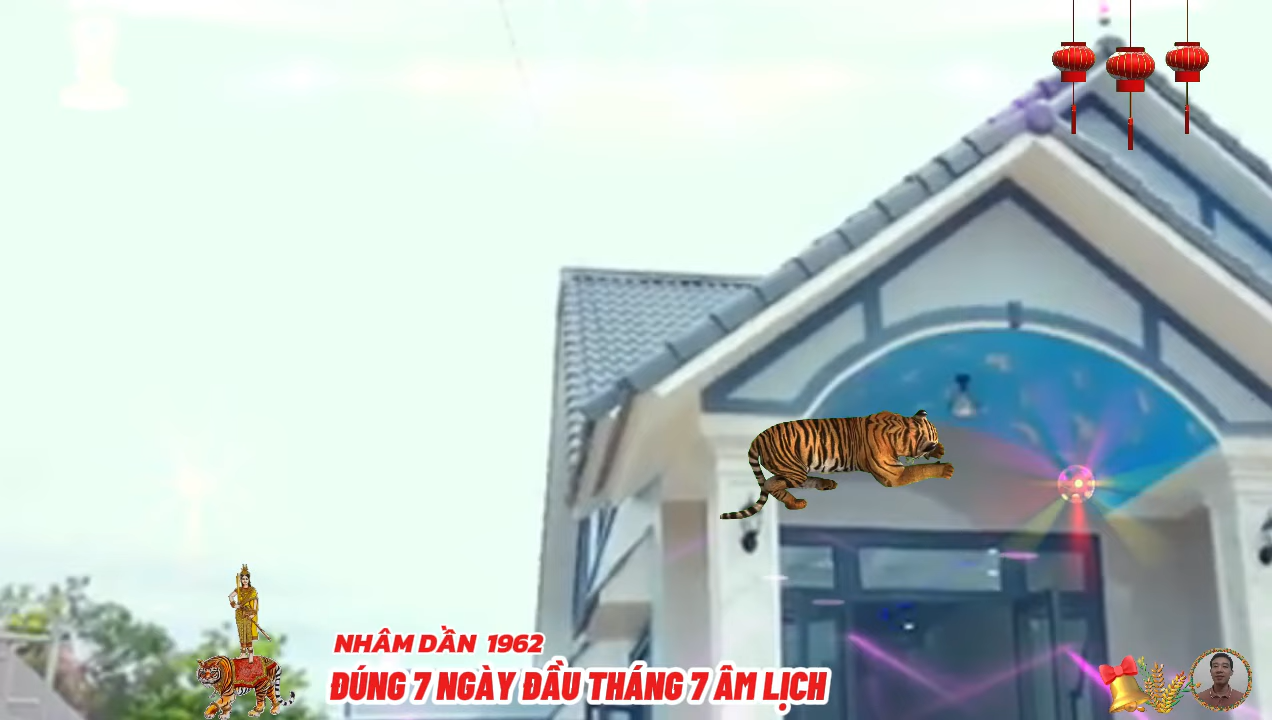 NHÂM DẦN 1962
ĐÚNG 7 NGÀY ĐẦU THÁNG 7 ÂM LỊCH